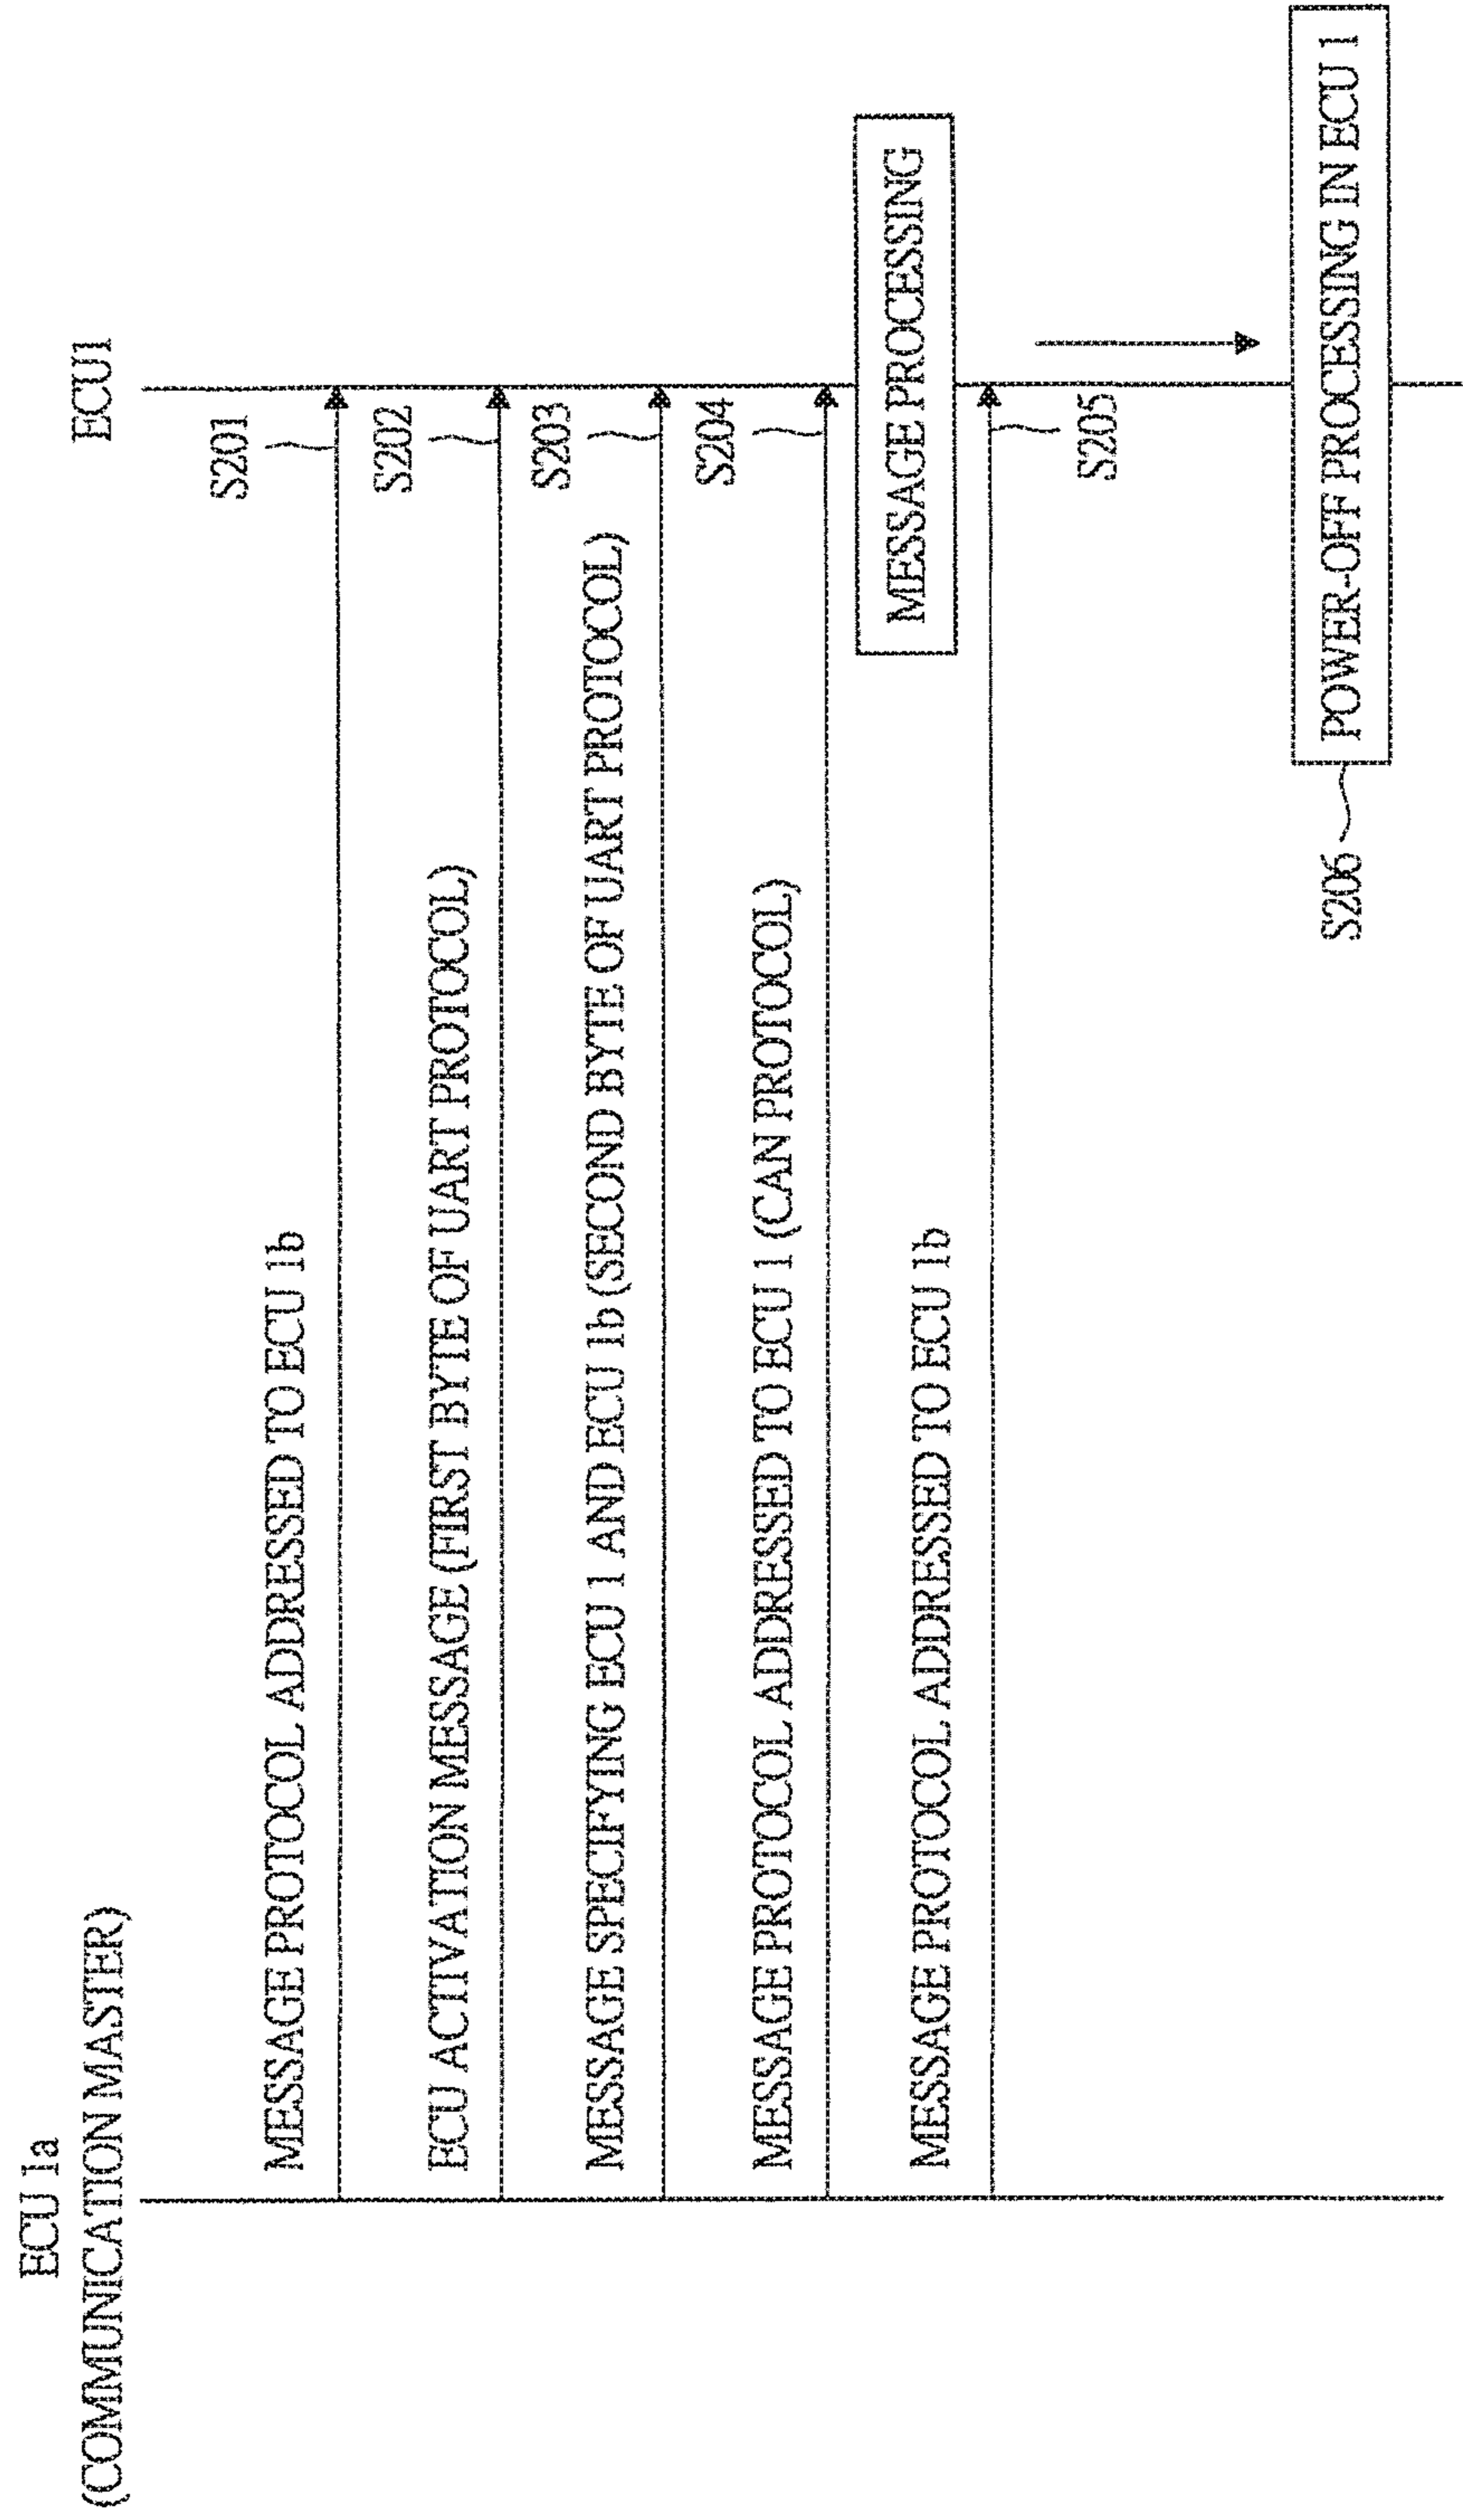 ECU 1a
(COMMUNICATION MASTER)
ECU1
MESSAGE PROTOCOL ADDRESSED TO ECU 1b
S201
ECU ACTIVATION MESSAGE (FIRST BYTE OF UART PROTOCOL)
S202
MESSAGE SPECIFYING ECU 1 AND ECU 1b (SECOND BYTE OF UART PROTOCOL)
S203
MESSAGE PROTOCOL ADDRESSED TO ECU 1 (CAN PROTOCOL)
S204
MESSAGE PROCESSING
MESSAGE PROTOCOL ADDRESSED TO ECU 1b
S205
S206
POWER-OFF PROCESSING IN ECU 1